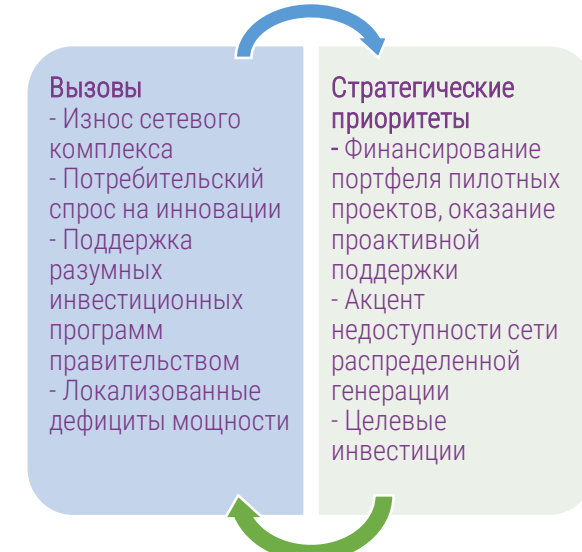 Вызовы
- Износ сетевого
комплекса
- Потребительский
спрос на инновации
- Поддержка
разумных
инвестиционных
программ
правительством
- Локализованные
дефициты мощности
Стратегические
приоритеты
- Финансирование
портфеля пилотных
проектов, оказание
проактивной
поддержки
- Акцент
недоступности сети
распределенной
генерации
- Целевые
инвестиции